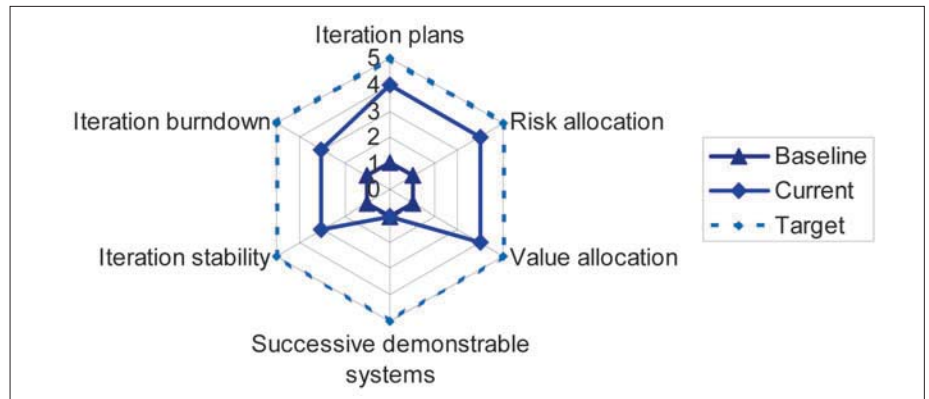 Iteration plans
5
4
3
2
1
0
Iteration burndown
Risk allocation
Iteration stability
Value allocation
Successive demonstrable
systems
Baseline
Current
Target